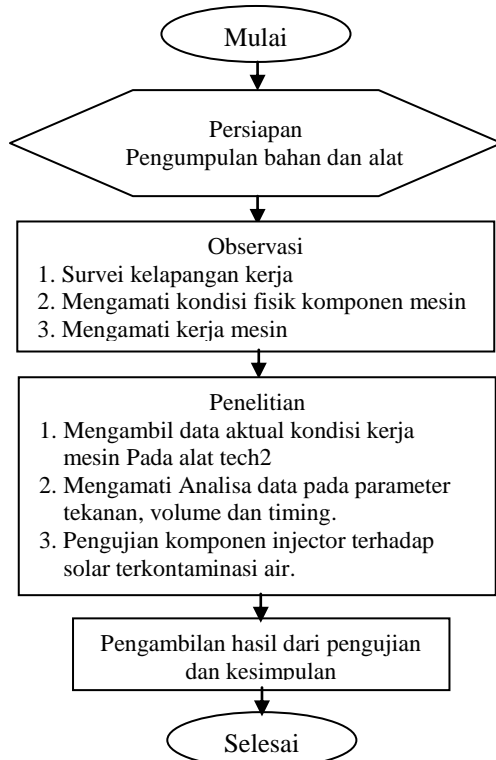 Mulai
Persiapan
Pengumpulan bahan dan alat
Observasi
1. Survei kelapangan kerja
2. Mengamati kondisi fisik komponen mesin
3. Mengamati kerja mesin
Penelitian
1. Mengambil data aktual kondisi kerja
mesin Pada alat tech2
2. Mengamati Analisa data pada parameter
tekanan, volume dan timing.
3. Pengujian komponen injector terhadap
solar terkontaminasi air.
Pengambilan hasil dari pengujian
dan kesimpulan
Selesai